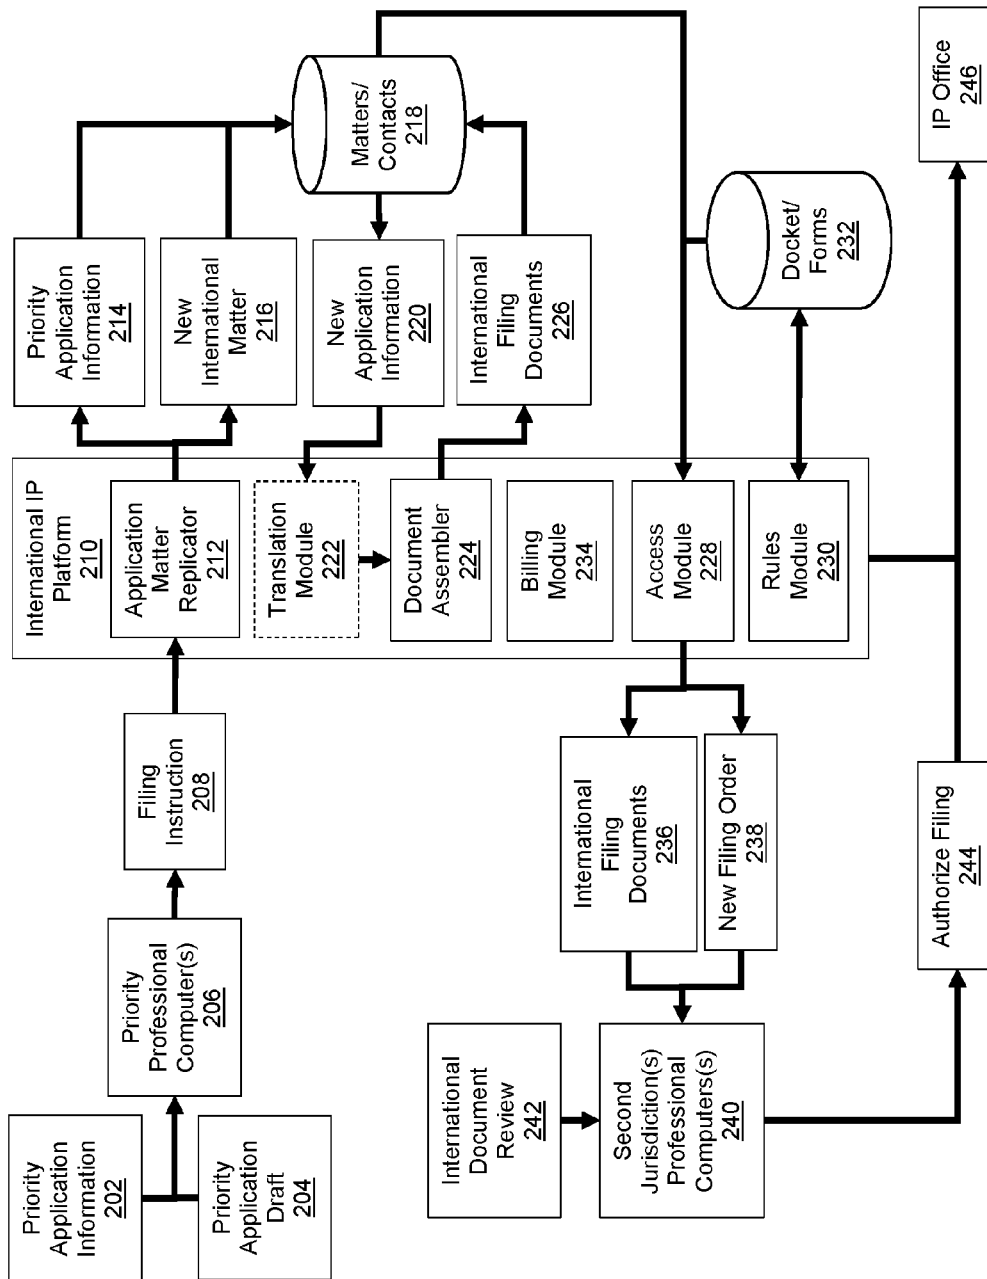 Priority
Application
Information
202
Priority
Application
Draft
204
Priority
Professional
Computer(s)
206
Filing
Instruction
208
International IP
Platform
210
Application
Matter
Replicator
212
Priority
Application
Information
214
New
International
Matter
216
Matters/
Contacts
218
New
Application
Information
220
Translation
Module
222
Document
Assembler
224
International
Filing
Documents
226
Billing
Module
234
Access
Module
228
Rules
Module
230
Docket/
Forms
232
International
Filing
Documents
236
New Filing Order
238
International
Document
Review
242
Second
Jurisdiction(s)
Professional
Computers(s)
240
Authorize Filing
244
IP Office
246